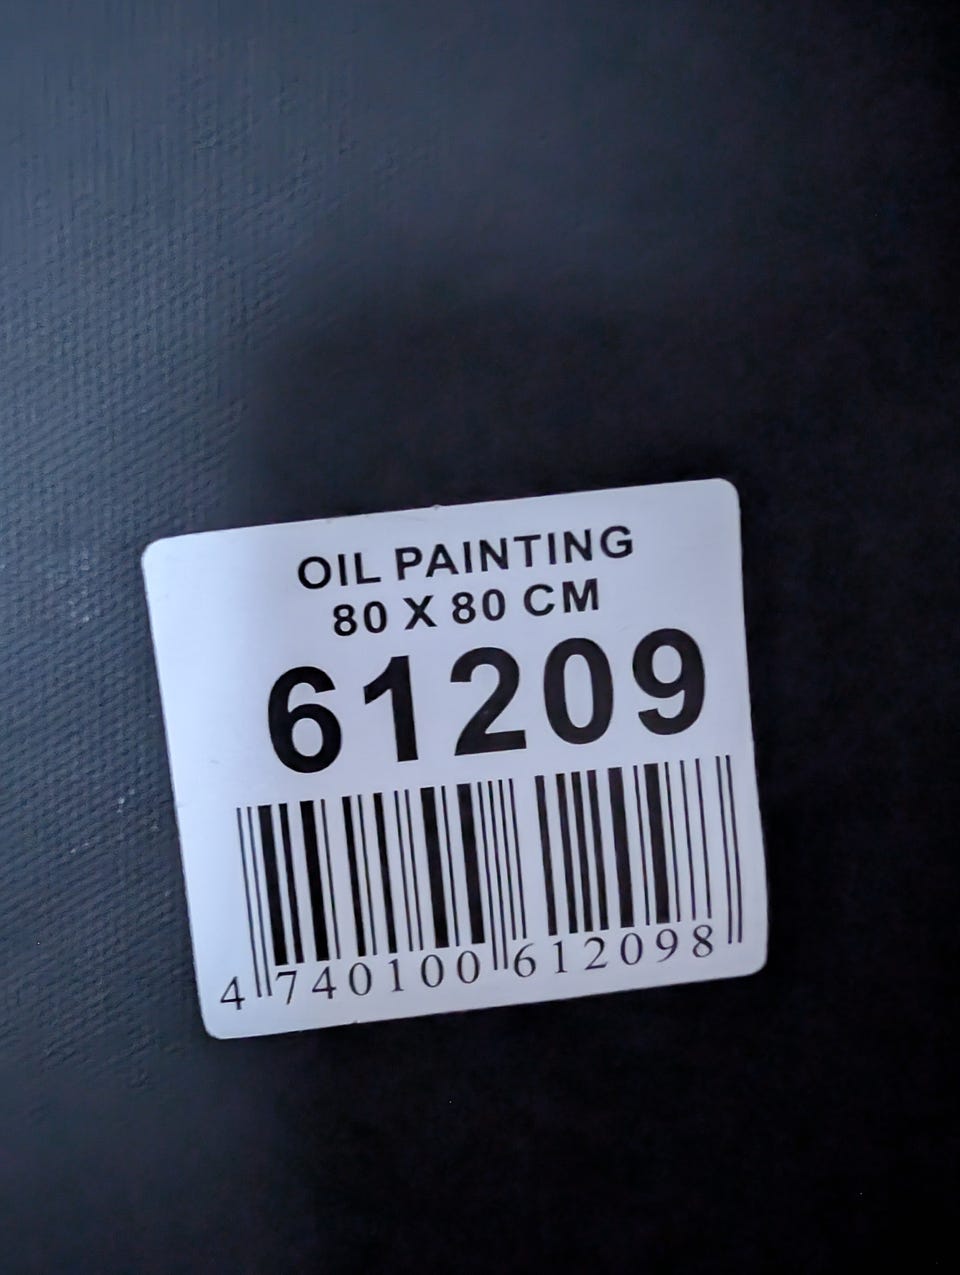 OIL PAINTING
80 X 80 CM
61209
4 740100 612098